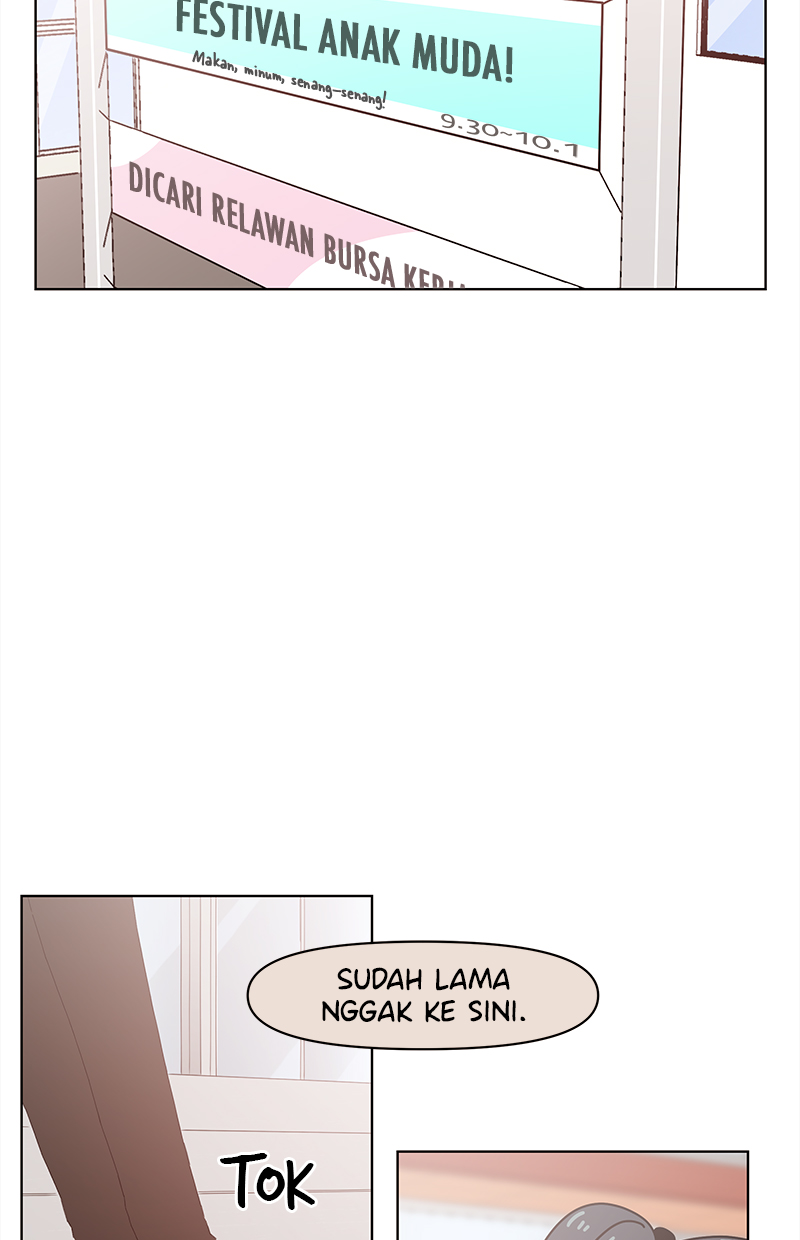 FESTIVAL ANAK MUDA!
Makan, minum, senang-senang!
9.30~10.1
DICARI RELAWAN BURSA KERJA
SUDAH LAMA
NGGAK KE SINI.
TOK